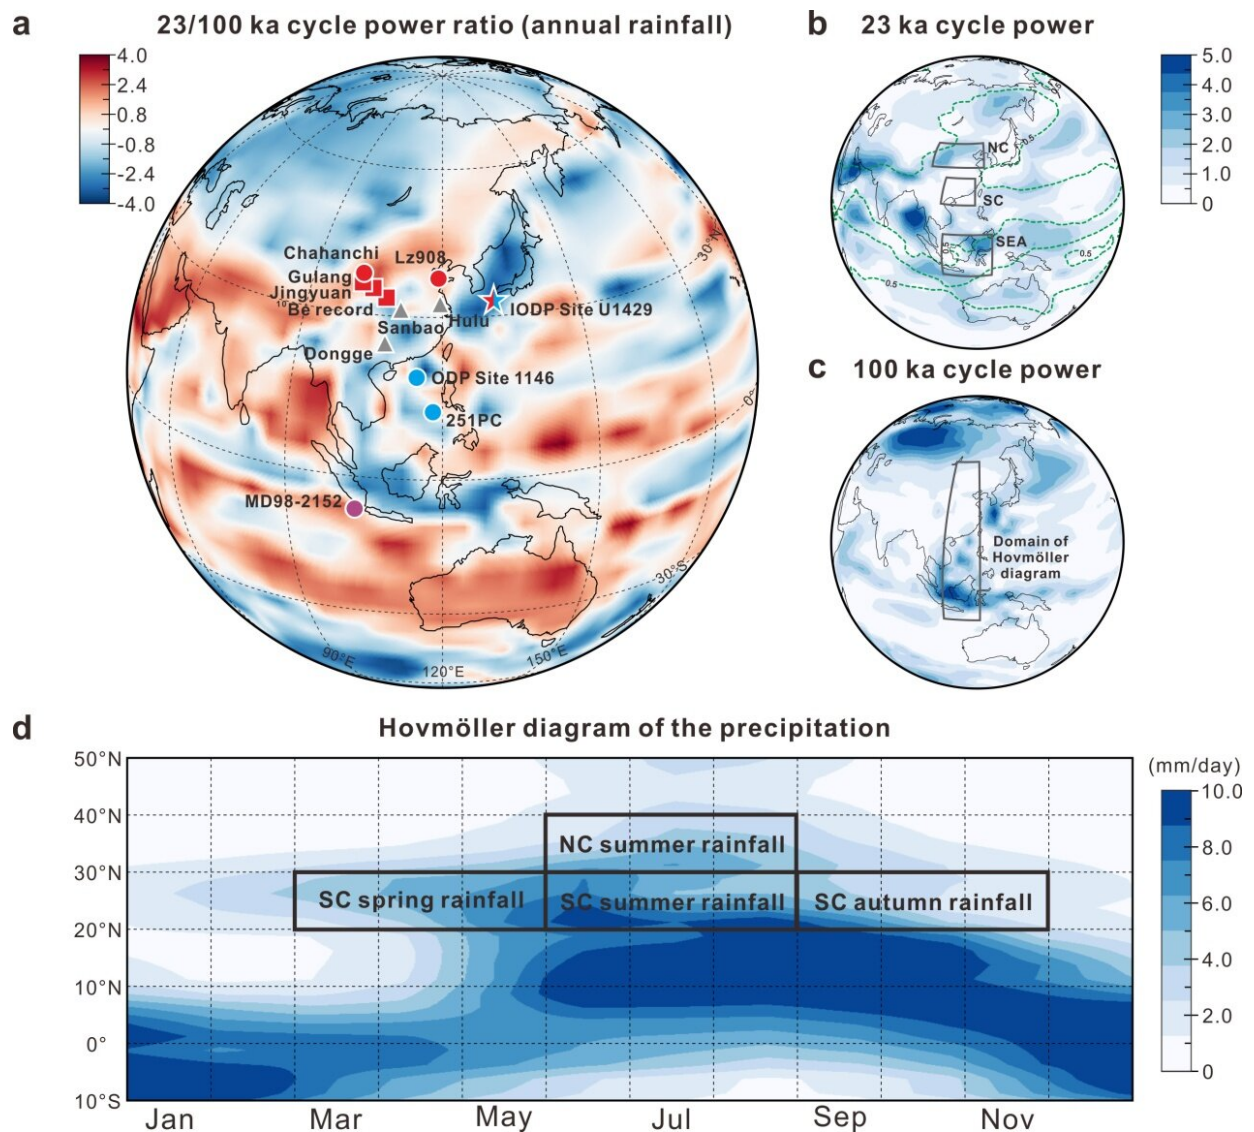 a 23/100 ka cycle power ratio (annual rainfall)
4.0
2.4
0.8
-0.8
-2.4
-4.0
Chahanchi
Gulang
Jingyuan
10Be record
Lz908
Sanbao
Hulu
IODP Site U1429
Dongge
ODP Site 1146
251PC
MD98-2152
30°N
0°
30°S
90°E
120°E
150°E
b 23 ka cycle power
5.0
4.0
3.0
2.0
1.0
0
NC
SC
SEA
0.5
0.5
0.5
0.5
0.5
c 100 ka cycle power
Domain of
Hovmöller
diagram
d Hovmöller diagram of the precipitation
50°N
40°N
30°N
20°N
10°N
0°
10°S
NC summer rainfall
SC spring rainfall
SC summer rainfall
SC autumn rainfall
Jan
Mar
May
Jul
Sep
Nov
(mm/day)
10.0
8.0
6.0
4.0
2.0
0